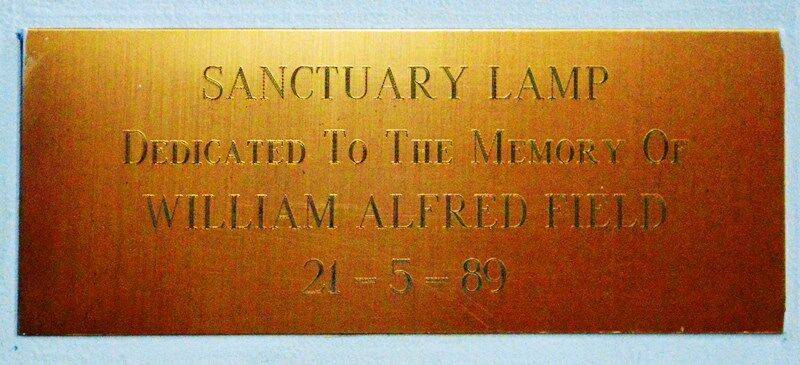 SANCTUARY LAMP
DEDICATED TO THE MEMORY OF
WILLIAM ALFRED FIELD
21 - 5 - 89